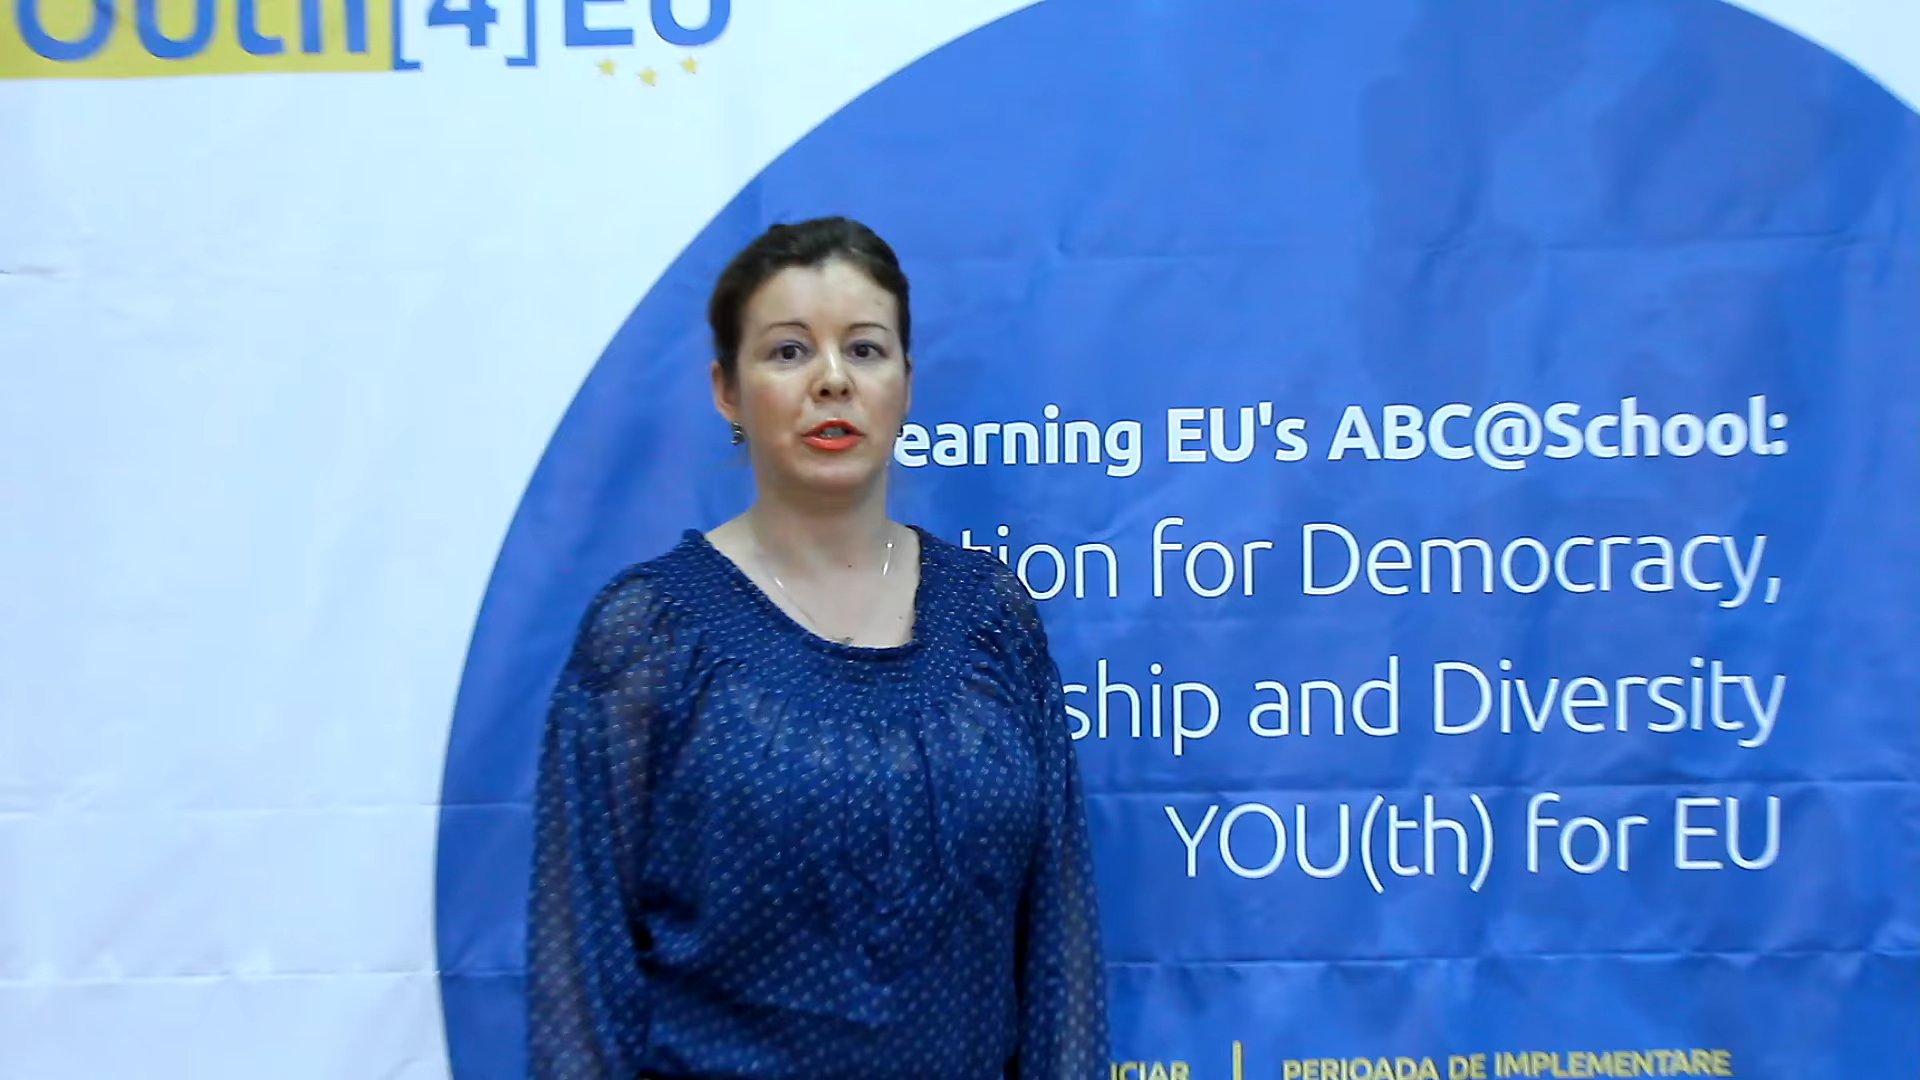 outh[4]EU
earning EU's ABC@School:
tion for Democracy,
ship and Diversity
YOU(th) for EU
ICIAR | PERIOADA DE IMPLEMENTARE